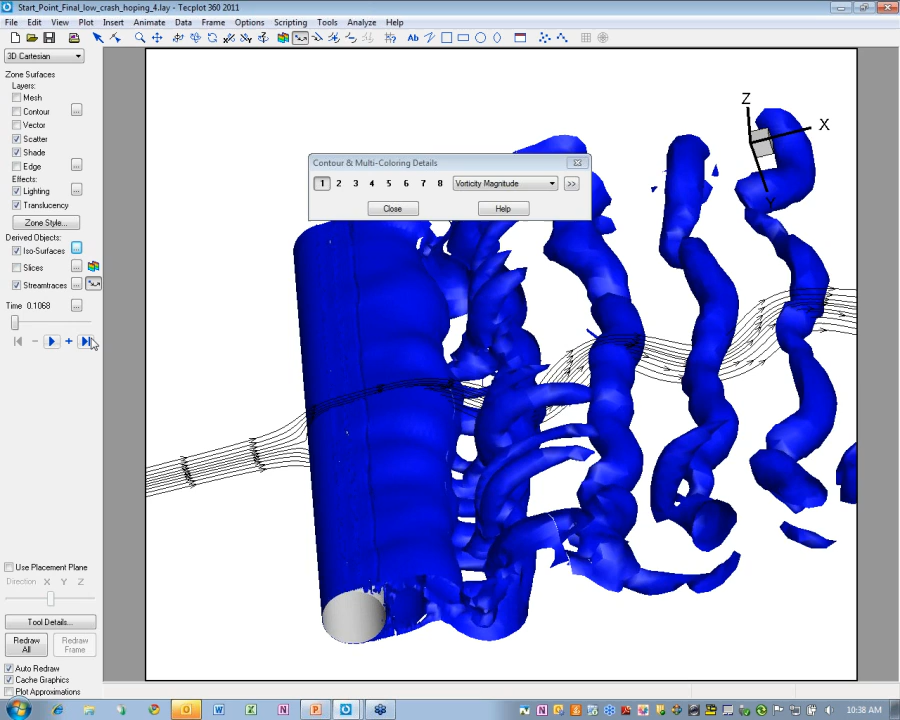 Start_Point_Final_low_crash_hoping_4.lay - Tecplot 360 2011
File Edit View Plot Insert Animate Data Frame Options Scripting Tools Analyze Help
Ab
3D Cartesian
Zone Surfaces
Layers:
Mesh
Contour ...
Vector
Scatter
Shade
Edge ...
Effects:
Lighting ...
Translucency
Zone Style...
Derived Objects:
Iso-Surfaces ...
Slices ...
Streamtraces ...
Time 0.1068 ...
Contour & Multi-Coloring Details
1 2 3 4 5 6 7 8 Vorticity Magnitude >>
Close Help
Z
X
Y
Use Placement Plane
Direction X Y Z
Tool Details...
Redraw All
Redraw Frame
Auto Redraw
Cache Graphics
Plot Approximations
10:38 AM